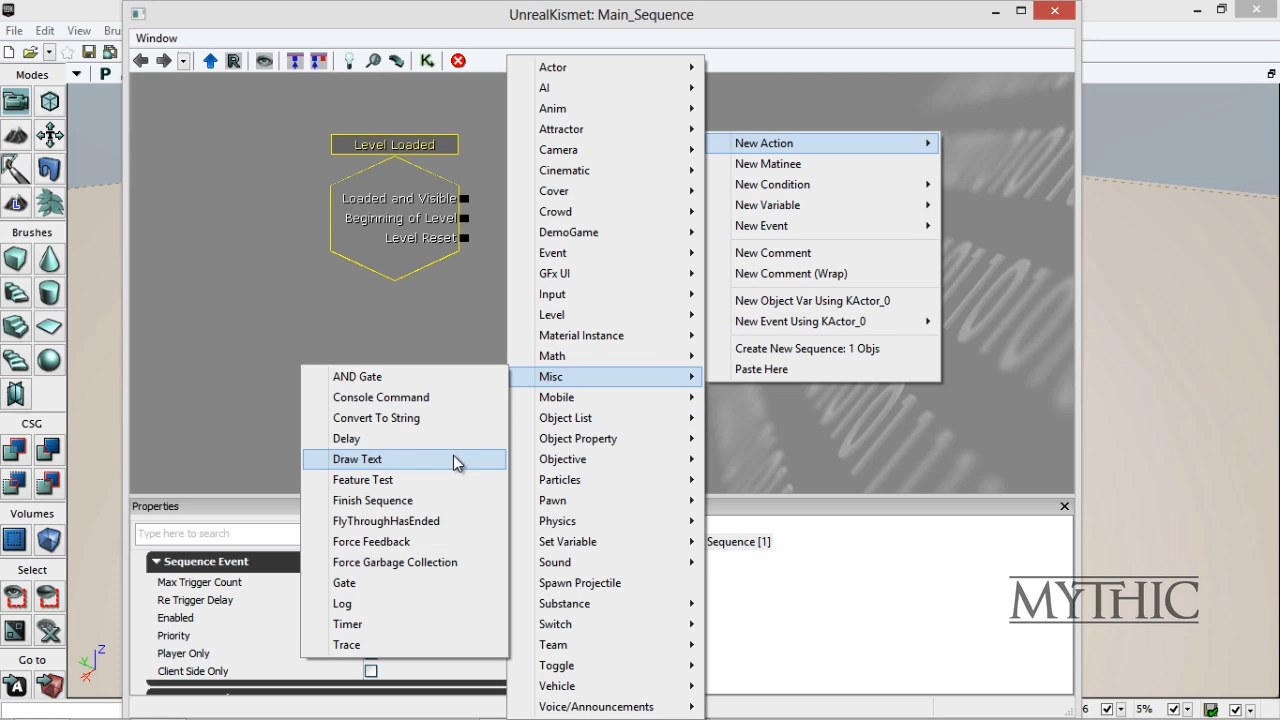 UnrealKismet: Main_Sequence
File Edit View Bru
Window
Modes
P
R
K
Level Loaded
Loaded and Visible
Beginning of Level
Level Reset
Actor
AI
Anim
Attractor
Camera
Cinematic
Cover
Crowd
DemoGame
Event
GFx UI
Input
Level
Material Instance
Math
Misc
Mobile
Object List
Object Property
Objective
Particles
Pawn
Physics
Set Variable
Sound
Spawn Projectile
Substance
Switch
Team
Toggle
Vehicle
Voice/Announcements
New Action
New Matinee
New Condition
New Variable
New Event
New Comment
New Comment (Wrap)
New Object Var Using KActor_0
New Event Using KActor_0
Create New Sequence: 1 Objs
Paste Here
AND Gate
Console Command
Convert To String
Delay
Draw Text
Feature Test
Finish Sequence
FlyThroughHasEnded
Force Feedback
Force Garbage Collection
Gate
Log
Timer
Trace
Brushes
CSG
Volumes
Select
Go to
Properties
Type here to search
Sequence Event
Max Trigger Count
Re Trigger Delay
Enabled
Priority
Player Only
Client Side Only
Sequence [1]
MYTHIC
Z
Y
X
L
A
6
5%